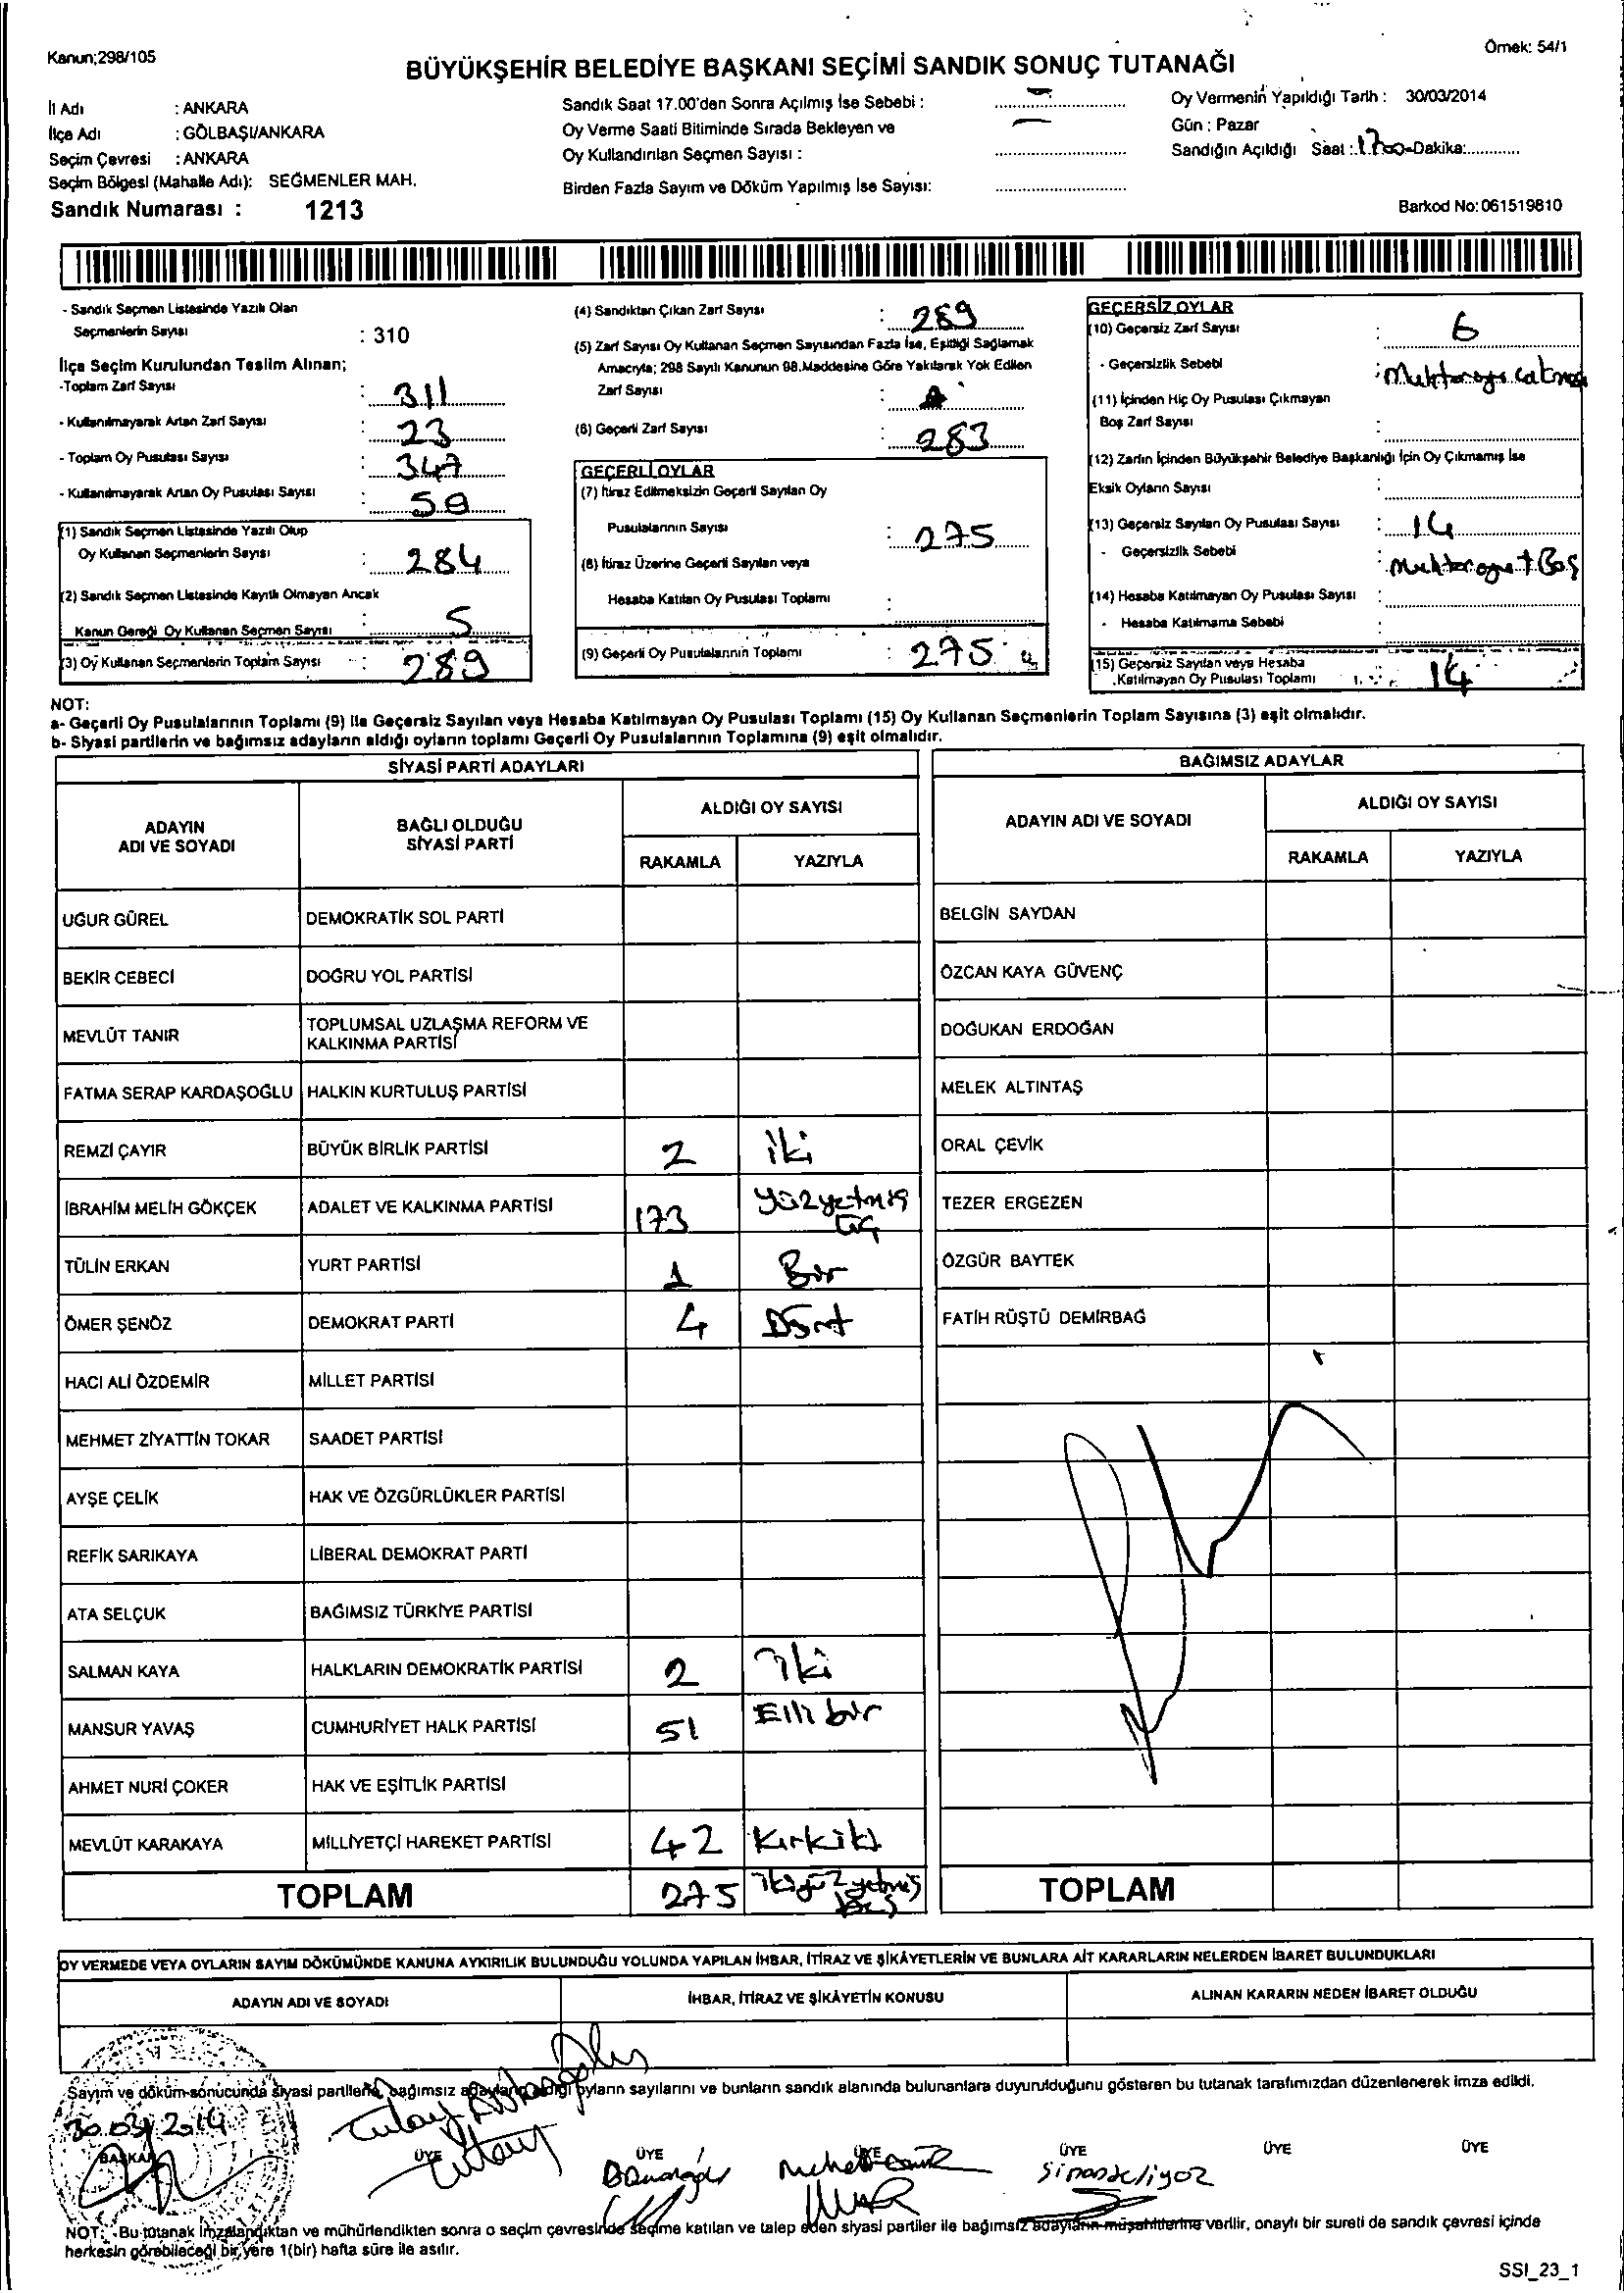 Kanun;298/105
Örnek: 54/1
BÜYÜKŞEHİR BELEDİYE BAŞKANI SEÇİMİ SANDIK SONUÇ TUTANAĞI
İl Adı : ANKARA
İlçe Adı : GÖLBAŞI/ANKARA
Seçim Çevresi : ANKARA
Seçim Bölgesi (Mahalle Adı): SEĞMENLER MAH.
Sandık Numarası : 1213
Sandık Saat 17.00'den Sonra Açılmış İse Sebebi :
Oy Verme Saati Bitiminde Sırada Bekleyen ve
Oy Kullandırılan Seçmen Sayısı :
Birden Fazla Sayım ve Döküm Yapılmış İse Sayısı:
Oy Vermenin Yapıldığı Tarih : 30/03/2014
Gün : Pazar
Sandığın Açıldığı Saat : 1700 Dakika:
Barkod No: 061519810
- Sandık Seçmen Listesinde Yazılı Olan
Seçmenlerin Sayısı : 310
İlçe Seçim Kurulundan Teslim Alınan;
-Toplam Zarf Sayısı : 311
- Kullanılmayarak Artan Zarf Sayısı : 23
- Toplam Oy Pusulası Sayısı : 347
- Kullanılmayarak Artan Oy Pusulası Sayısı :
(1) Sandık Seçmen Listesinde Yazılı Olup
Oy Kullanan Seçmenlerin Sayısı : 284
(2) Sandık Seçmen Listesinde Kayıtlı Olmayan Ancak
Kanun Gereği Oy Kullanan Seçmen Sayısı : 5
(3) Oy Kullanan Seçmenlerin Toplam Sayısı : 289
(4) Sandıktan Çıkan Zarf Sayısı : 289
(5) Zarf Sayısı Oy Kullanan Seçmen Sayısından Fazla İse, Eşitliği Sağlamak
Amacıyla; 298 Sayılı Kanunun 98.Maddesine Göre Yakılarak Yok Edilen
Zarf Sayısı :
(6) Geçerli Zarf Sayısı : 283
GEÇERLİ OYLAR
(7) İtiraz Edilmeksizin Geçerli Sayılan Oy
Pusulalarının Sayısı : 275
(8) İtiraz Üzerine Geçerli Sayılan veya
Hesaba Katılan Oy Pusulası Toplamı :
(9) Geçerli Oy Pusulalarının Toplamı : 275
GEÇERSİZ OYLAR
(10) Geçersiz Zarf Sayısı : 6
- Geçersizlik Sebebi :
(11) İçinden Hiç Oy Pusulası Çıkmayan
Boş Zarf Sayısı :
(12) Zarfın İçinden Büyükşehir Belediye Başkanlığı İçin Oy Çıkmamış İse
Eksik Oyların Sayısı :
(13) Geçersiz Sayılan Oy Pusulası Sayısı : 14
- Geçersizlik Sebebi : + Boş
(14) Hesaba Katılmayan Oy Pusulası Sayısı :
- Hesaba Katılmama Sebebi :
(15) Geçersiz Sayılan veya Hesaba
Katılmayan Oy Pusulası Toplamı : 14
NOT:
a- Geçerli Oy Pusulalarının Toplamı (9) ile Geçersiz Sayılan veya Hesaba Katılmayan Oy Pusulası Toplamı (15) Oy Kullanan Seçmenlerin Toplam Sayısına (3) eşit olmalıdır.
b- Siyasi partilerin ve bağımsız adayların aldığı oyların toplamı Geçerli Oy Pusulalarının Toplamına (9) eşit olmalıdır.
SİYASİ PARTİ ADAYLARI
ADAYIN ADI VE SOYADI BAĞLI OLDUĞU SİYASİ PARTİ ALDIĞI OY SAYISI
RAKAMLA YAZIYLA
UĞUR GÜREL DEMOKRATİK SOL PARTİ
BEKİR CEBECİ DOĞRU YOL PARTİSİ
MEVLÜT TANIR TOPLUMSAL UZLAŞMA REFORM VE KALKINMA PARTİSİ
FATMA SERAP KARDAŞOĞLU HALKIN KURTULUŞ PARTİSİ
REMZİ ÇAYIR BÜYÜK BİRLİK PARTİSİ 2 iki
İBRAHİM MELİH GÖKÇEK ADALET VE KALKINMA PARTİSİ 173 yüzyetmiş üç
TÜLİN ERKAN YURT PARTİSİ 1 Bir
ÖMER ŞENÖZ DEMOKRAT PARTİ 4 Dört
HACI ALİ ÖZDEMİR MİLLET PARTİSİ
MEHMET ZİYATTİN TOKAR SAADET PARTİSİ
AYŞE ÇELİK HAK VE ÖZGÜRLÜKLER PARTİSİ
REFİK SARIKAYA LİBERAL DEMOKRAT PARTİ
ATA SELÇUK BAĞIMSIZ TÜRKİYE PARTİSİ
SALMAN KAYA HALKLARIN DEMOKRATİK PARTİSİ 2 iki
MANSUR YAVAŞ CUMHURİYET HALK PARTİSİ 51 Elli bir
AHMET NURİ ÇOKER HAK VE EŞİTLİK PARTİSİ
MEVLÜT KARAKAYA MİLLİYETÇİ HAREKET PARTİSİ 42 Kırkiki
TOPLAM 275 ikiyüz yetmiş beş
BAĞIMSIZ ADAYLAR
ADAYIN ADI VE SOYADI ALDIĞI OY SAYISI
RAKAMLA YAZIYLA
BELGİN SAYDAN
ÖZCAN KAYA GÜVENÇ
DOĞUKAN ERDOĞAN
MELEK ALTINTAŞ
ORAL ÇEVİK
TEZER ERGEZEN
ÖZGÜR BAYTEK
FATİH RÜŞTÜ DEMİRBAĞ
TOPLAM
OY VERMEDE VEYA OYLARIN SAYIM DÖKÜMÜNDE KANUNA AYKIRILIK BULUNDUĞU YOLUNDA YAPILAN İHBAR, İTİRAZ VE ŞİKÂYETLERİN VE BUNLARA AİT KARARLARIN NELERDEN İBARET BULUNDUKLARI
ADAYIN ADI VE SOYADI İHBAR, İTİRAZ VE ŞİKÂYETİN KONUSU ALINAN KARARIN NEDEN İBARET OLDUĞU
Sayım ve döküm sonucunda siyasi partilerin, bağımsız adayların aldığı oyların sayılarını ve bunların sandık alanında bulunanlara duyurulduğunu gösteren bu tutanak tarafımızdan düzenlenerek imza edildi.
30.03.2014
BAŞKAN ÜYE ÜYE ÜYE ÜYE ÜYE ÜYE
NOT: Bu tutanak imzalandıktan ve mühürlendikten sonra o seçim çevresinde seçime katılan ve talep eden siyasi partiler ile bağımsız adayların müşahitlerine verilir, onaylı bir sureti de sandık çevresi içinde
herkesin görebileceği bir yere 1(bir) hafta süre ile asılır.
SSI_23_1